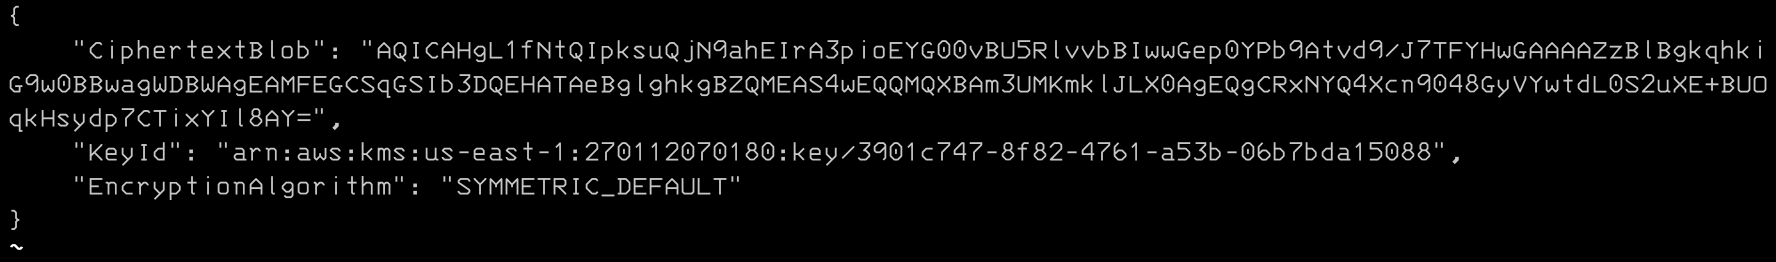 {
    "CiphertextBlob": "AQICAHgL1fNtQIpksuQjN9ahEIrA3pioEYG00vBU5RlvvbBIwwGep0YPb9Atvd9/J7TFYHwGAAAAZzBlBgkqhki
G9w0BBwagWDBWAgEAMFEGCSqGSIb3DQEHATAeBglghkgBZQMEAS4wEQQMQXBAm3UMKmklJLX0AgEQgCRxNYQ4Xcn9048GyVYwtdL0S2uXE+BUO
qkHsydp7CTixYIl8AY=",
    "KeyId": "arn:aws:kms:us-east-1:270112070180:key/3901c747-8f82-4761-a53b-06b7bda15088",
    "EncryptionAlgorithm": "SYMMETRIC_DEFAULT"
}
~